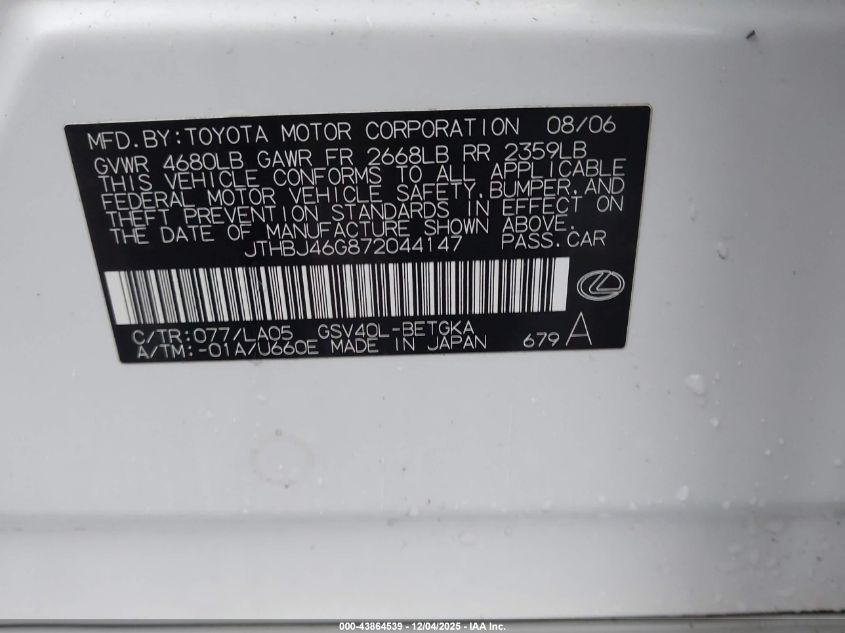 MFD.BY:TOYOTA MOTOR CORPORATION 08/06
GVWR 4680LB GAWR FR 2668LB RR 2359LB
THIS VEHICLE CONFORMS TO ALL APPLICABLE
FEDERAL MOTOR VEHICLE SAFETY,BUMPER,AND
THEFT PREVENTION STANDARDS IN EFFECT ON
THE DATE OF MANUFACTURE SHOWN ABOVE.
JTHBJ46G872044147 PASS.CAR
C/TR:077/LA05 GSV40L-BETGKA
A/TM:-01A/U660E MADE IN JAPAN 679 A
000-43864539 - 12/04/2025 - IAA Inc.